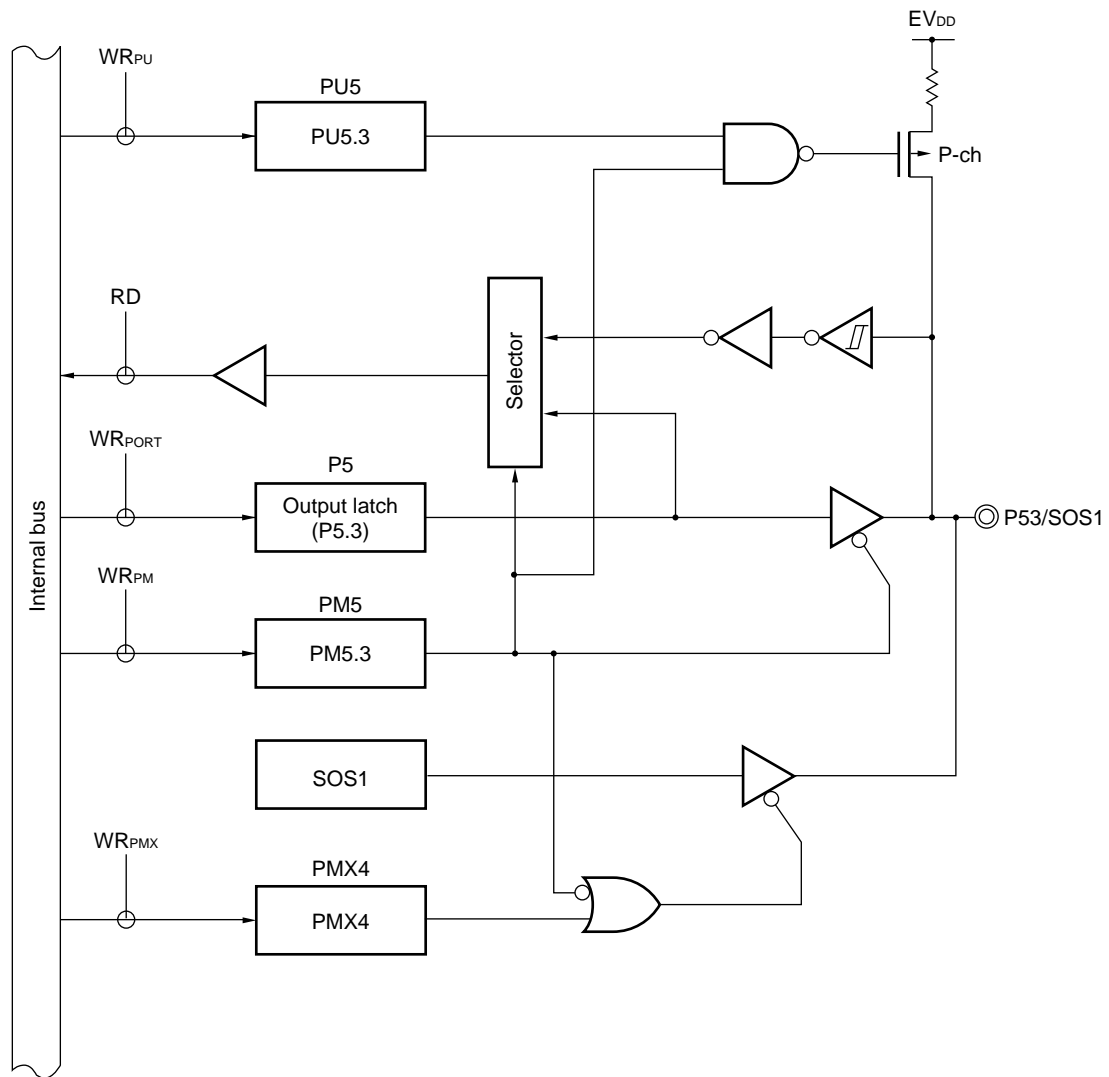 EVDD
WRPU
PU5
PU5.3
P-ch
RD
Selector
WRPORT
P5
Output latch
(P5.3)
P53/SOS1
Internal bus
WRPM
PM5
PM5.3
SOS1
WRPMX
PMX4
PMX4